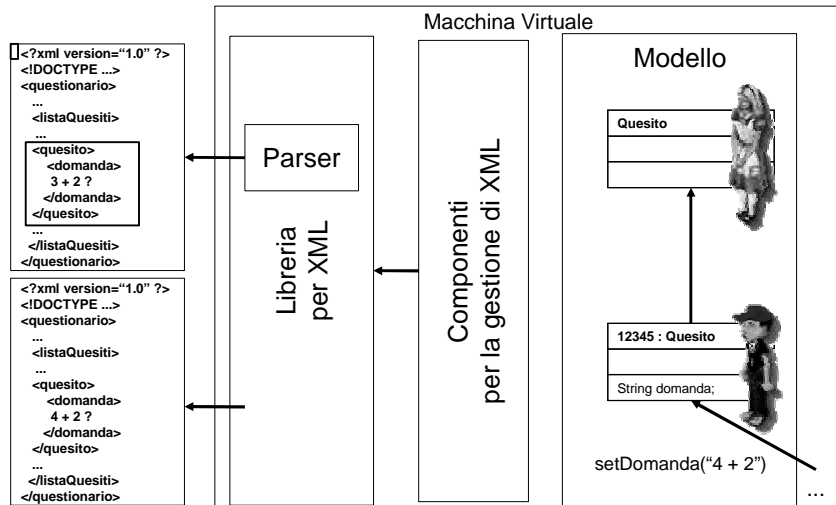 Macchina Virtuale
<?xml version=“1.0” ?>
<!DOCTYPE ...>
<questionario>
...
<listaQuesiti>
...
<quesito>
<domanda>
3 + 2 ?
</domanda>
</quesito>
...
</listaQuesiti>
</questionario>
<?xml version=“1.0” ?>
<!DOCTYPE ...>
<questionario>
...
<listaQuesiti>
...
<quesito>
<domanda>
4 + 2 ?
</domanda>
</quesito>
...
</listaQuesiti>
</questionario>
Parser
Libreria
per XML
Componenti
per la gestione di XML
Modello
Quesito
12345 : Quesito
String domanda;
setDomanda(“4 + 2”)
...